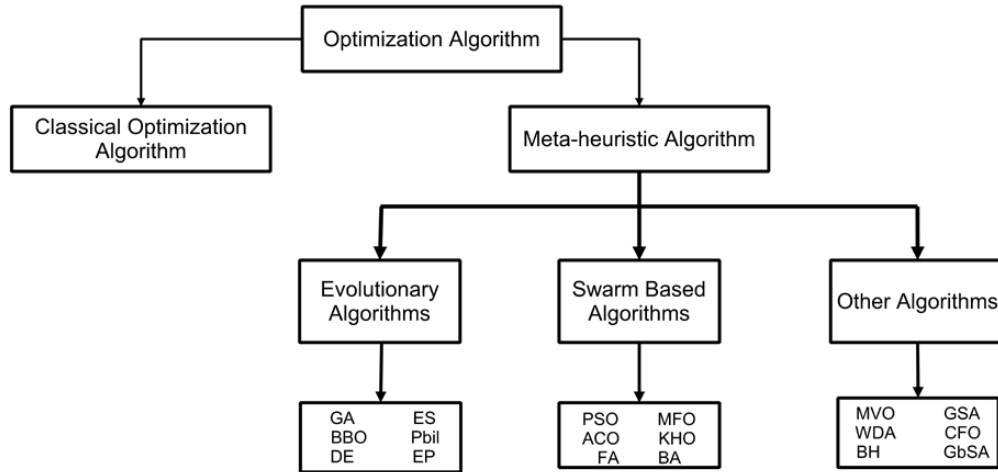 Optimization Algorithm
Classical Optimization
Algorithm
Meta-heuristic Algorithm
Evolutionary
Algorithms
Swarm Based
Algorithms
Other Algorithms
GA ES
BBO Pbil
DE EP
PSO MFO
ACO KHO
FA BA
MVO GSA
WDA CFO
BH GbSA